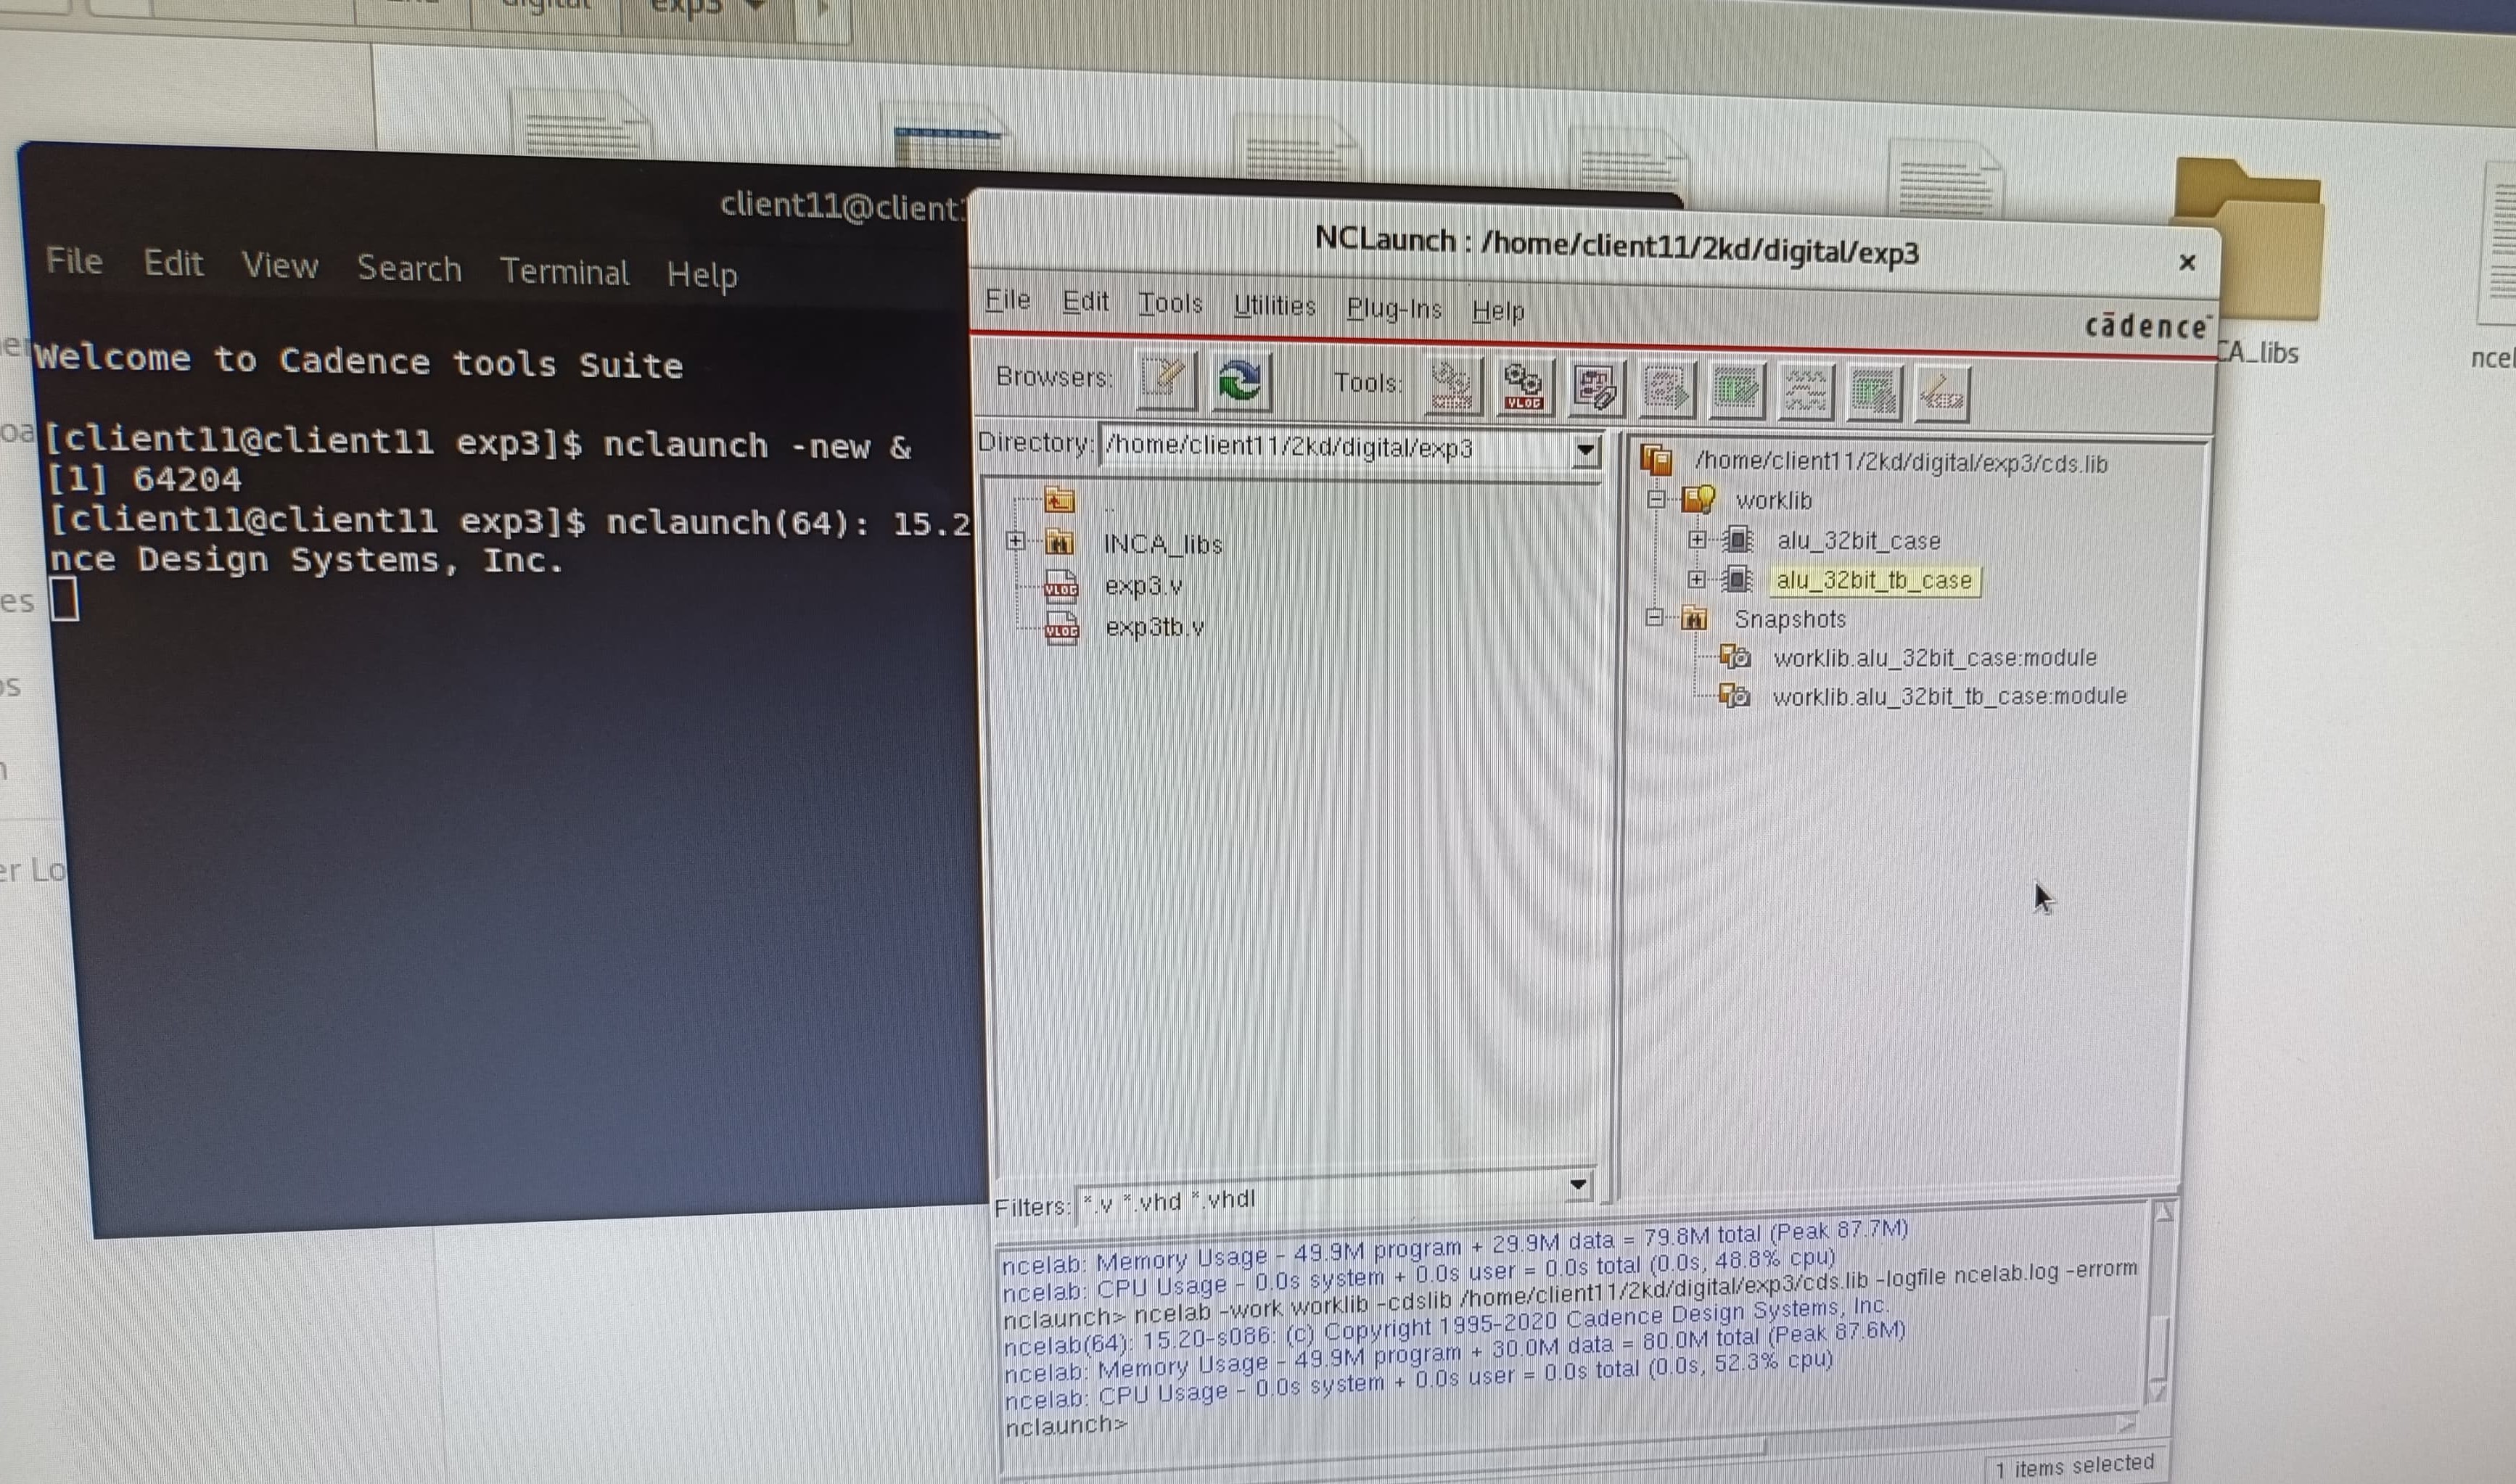 digital
exp3
client11@client
File Edit View Search Terminal Help
Welcome to Cadence tools Suite
[client11@client11 exp3]$ nclaunch -new &
[1] 64204
[client11@client11 exp3]$ nclaunch(64): 15.2
nce Design Systems, Inc.
es
er Lo
NCLaunch : /home/client11/2kd/digital/exp3
×
File Edit Tools Utilities Plug-Ins Help
cādence™
Browsers: Tools:
VLOG
Directory: /home/client11/2kd/digital/exp3
..
INCA_libs
VLOG exp3.v
VLOG exp3tb.v
/home/client11/2kd/digital/exp3/cds.lib
worklib
alu_32bit_case
alu_32bit_tb_case
Snapshots
worklib.alu_32bit_case:module
worklib.alu_32bit_tb_case:module
Filters: *.v *.vhd *.vhdl
ncelab: Memory Usage - 49.9M program + 29.9M data = 79.8M total (Peak 87.7M)
ncelab: CPU Usage - 0.0s system + 0.0s user = 0.0s total (0.0s, 48.8% cpu)
nclaunch> ncelab -work worklib -cdslib /home/client11/2kd/digital/exp3/cds.lib -logfile ncelab.log -errorm
ncelab(64): 15.20-s086: (c) Copyright 1995-2020 Cadence Design Systems, Inc.
ncelab: Memory Usage - 49.9M program + 30.0M data = 80.0M total (Peak 87.6M)
ncelab: CPU Usage - 0.0s system + 0.0s user = 0.0s total (0.0s, 52.3% cpu)
nclaunch>
1 items selected
CA_libs
ncel